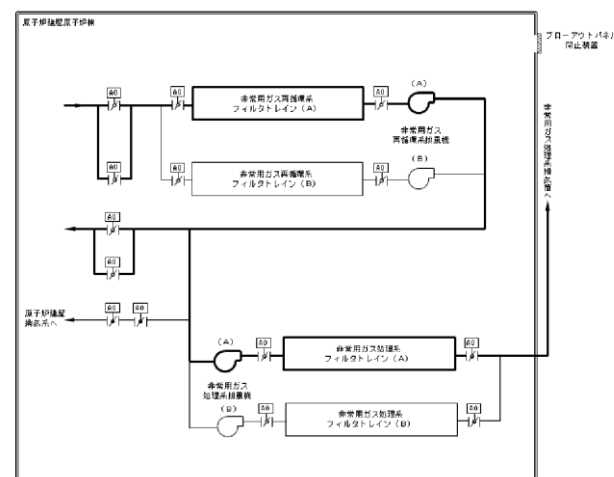 原子炉建屋原子炉棟
ブローアウトパネル
閉止装置
AO
AO
AO
(A)
非常用ガス再循環系
フィルタトレイン(A)
非常用ガス
再循環系排風機
AO
AO
AO
(B)
非常用ガス再循環系
フィルタトレイン(B)
非常用ガス処理系排気筒へ
AO
AO
原子炉建屋
換気系へ
AO
AO
(A)
AO
非常用ガス処理系
フィルタトレイン(A)
AO
非常用ガス
処理系排風機
(B)
AO
非常用ガス処理系
フィルタトレイン(B)
AO